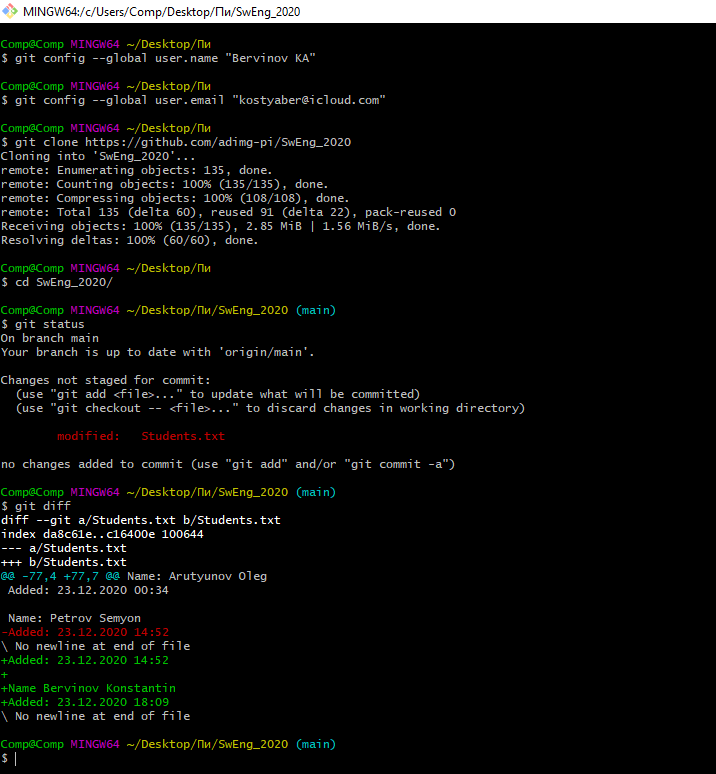 MINGW64:/c/Users/Comp/Desktop/Пи/SwEng_2020
Comp@Comp MINGW64 ~/Desktop/Пи
$ git config --global user.name "Bervinov KA"
Comp@Comp MINGW64 ~/Desktop/Пи
$ git config --global user.email "kostyaber@icloud.com"
Comp@Comp MINGW64 ~/Desktop/Пи
$ git clone https://github.com/adimg-pi/SwEng_2020
Cloning into 'SwEng_2020'...
remote: Enumerating objects: 135, done.
remote: Counting objects: 100% (135/135), done.
remote: Compressing objects: 100% (108/108), done.
remote: Total 135 (delta 60), reused 91 (delta 22), pack-reused 0
Receiving objects: 100% (135/135), 2.85 MiB | 1.56 MiB/s, done.
Resolving deltas: 100% (60/60), done.
Comp@Comp MINGW64 ~/Desktop/Пи
$ cd SwEng_2020/
Comp@Comp MINGW64 ~/Desktop/Пи/SwEng_2020 (main)
$ git status
On branch main
Your branch is up to date with 'origin/main'.
Changes not staged for commit:
  (use "git add <file>..." to update what will be committed)
  (use "git checkout -- <file>..." to discard changes in working directory)
        modified:   Students.txt
no changes added to commit (use "git add" and/or "git commit -a")
Comp@Comp MINGW64 ~/Desktop/Пи/SwEng_2020 (main)
$ git diff
diff --git a/Students.txt b/Students.txt
index da8c61e..c16400e 100644
--- a/Students.txt
+++ b/Students.txt
@@ -77,4 +77,7 @@ Name: Arutyunov Oleg
 Added: 23.12.2020 00:34
 Name: Petrov Semyon
-Added: 23.12.2020 14:52
\ No newline at end of file
+Added: 23.12.2020 14:52
+
+Name Bervinov Konstantin
+Added: 23.12.2020 18:09
\ No newline at end of file
Comp@Comp MINGW64 ~/Desktop/Пи/SwEng_2020 (main)
$